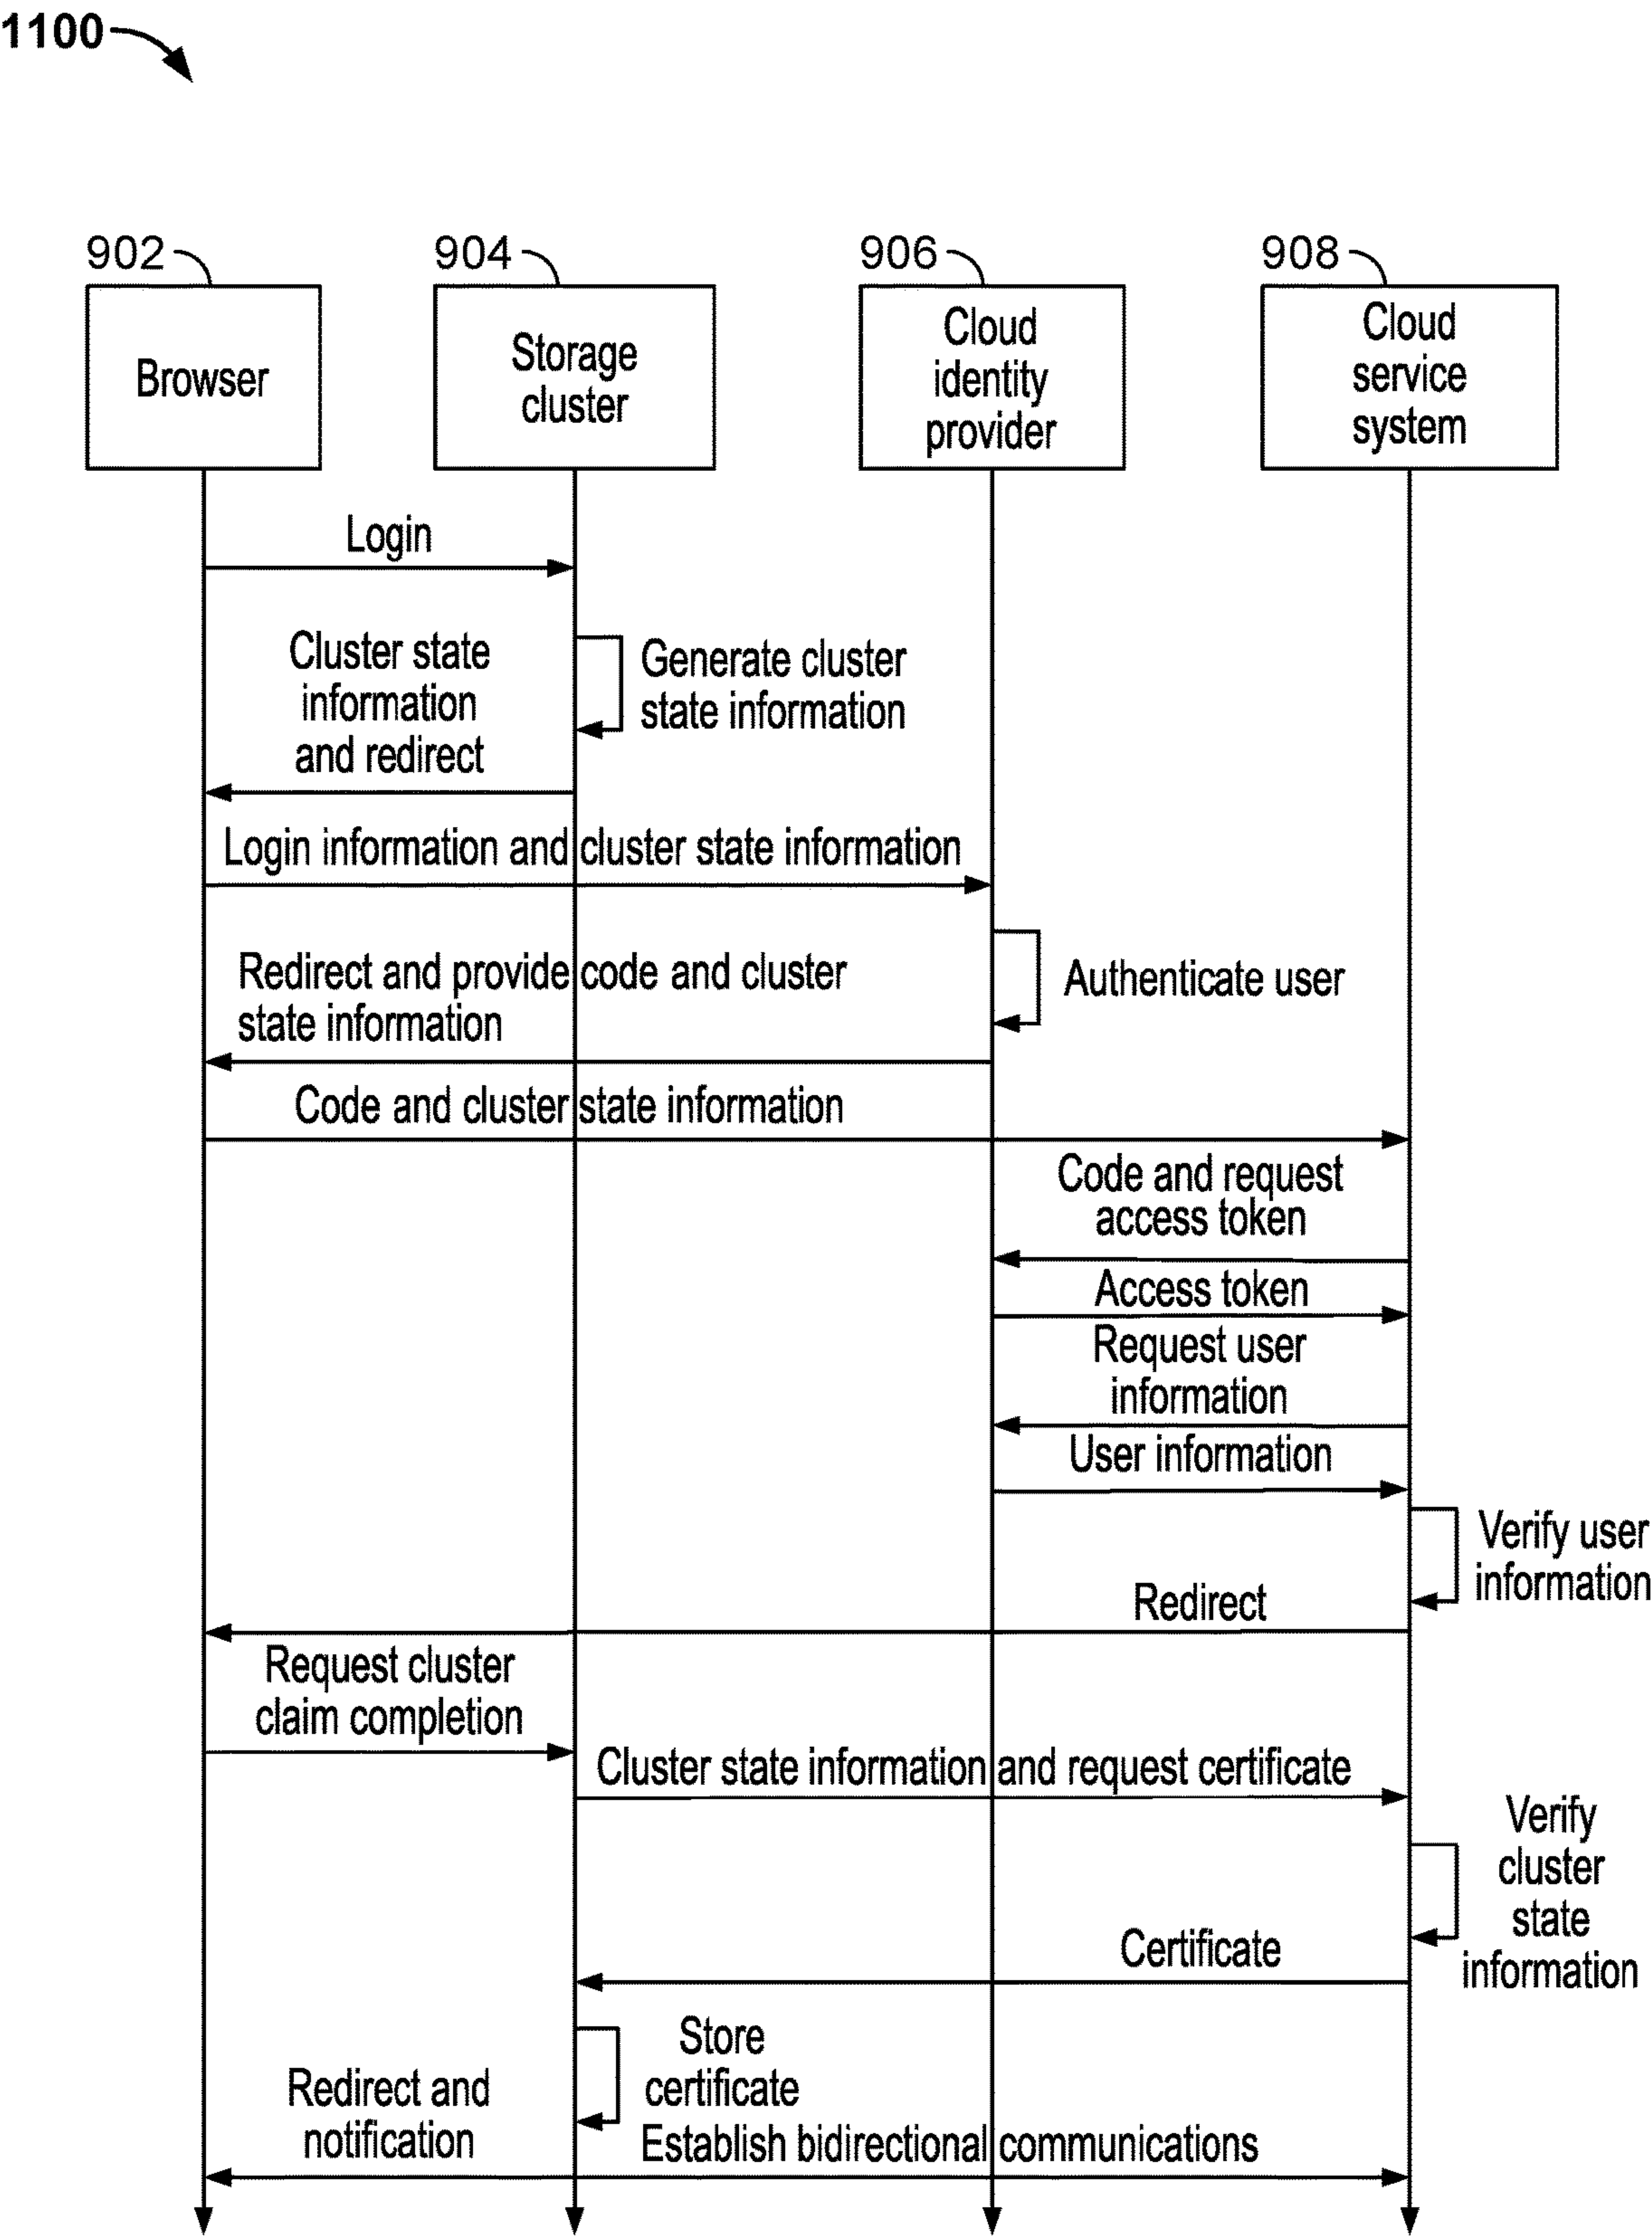 1100
902
904
906
908
Browser
Storage
cluster
Cloud
identity
provider
Cloud
service
system
Login
Cluster state
information
and redirect
Generate cluster
state information
Login information and cluster state information
Redirect and provide code and cluster
state information
Authenticate user
Code and cluster state information
Code and request
access token
Access token
Request user
information
User information
Verify user
information
Redirect
Request cluster
claim completion
Cluster state information and request certificate
Verify
cluster
state
information
Certificate
Store
certificate
Redirect and
notification
Establish bidirectional communications